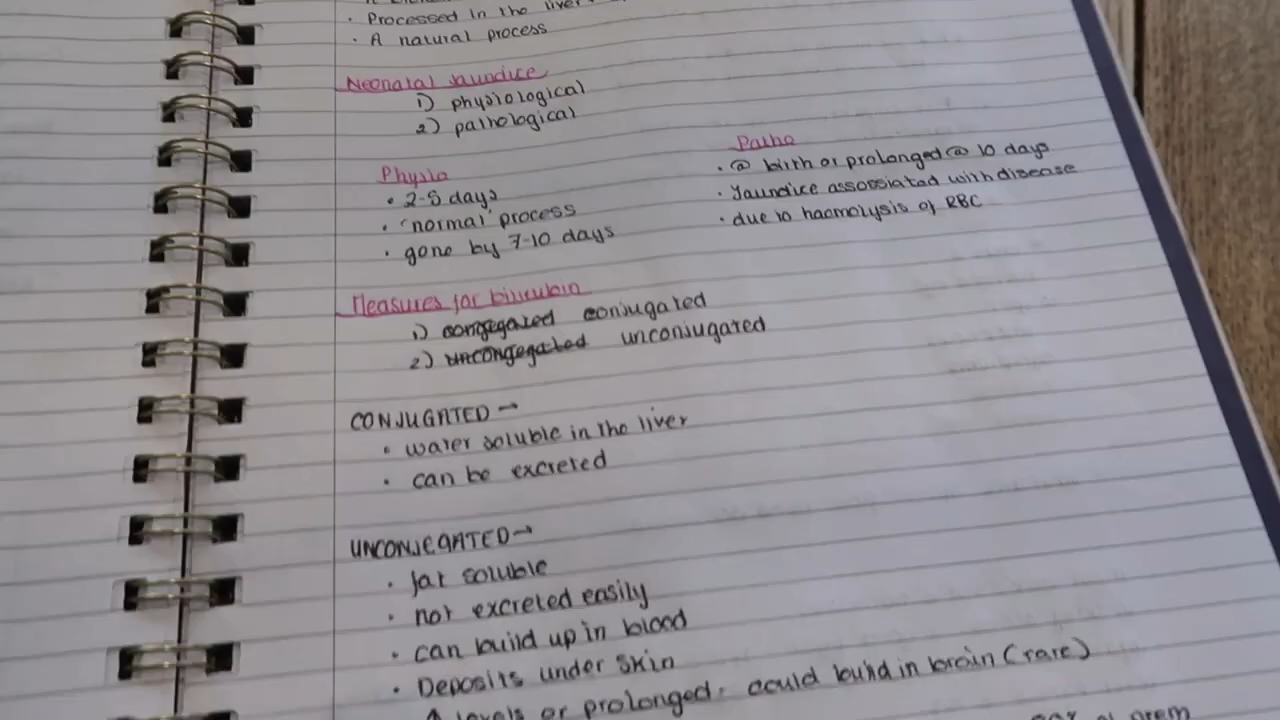 · Processed in the liver
· A natural process
Neonatal Jaundice
1) physiological
2) pathological
Physio
· 2-5 days
· 'normal' process
· gone by 7-10 days
Patho
· @ birth or prolonged @ 10 days
· Jaundice assossiated with disease
· due to haemolysis of RBC
Measures for bilirubin
1) congegated conjugated
2) uncongegated unconjugated
CONJUGATED →
· water soluble in the liver
· can be excreted
UNCONJEGATED →
· fat soluble
· not excreted easily
· can build up in blood
· Deposits under skin
levels or prolonged, could build in brain (rare)